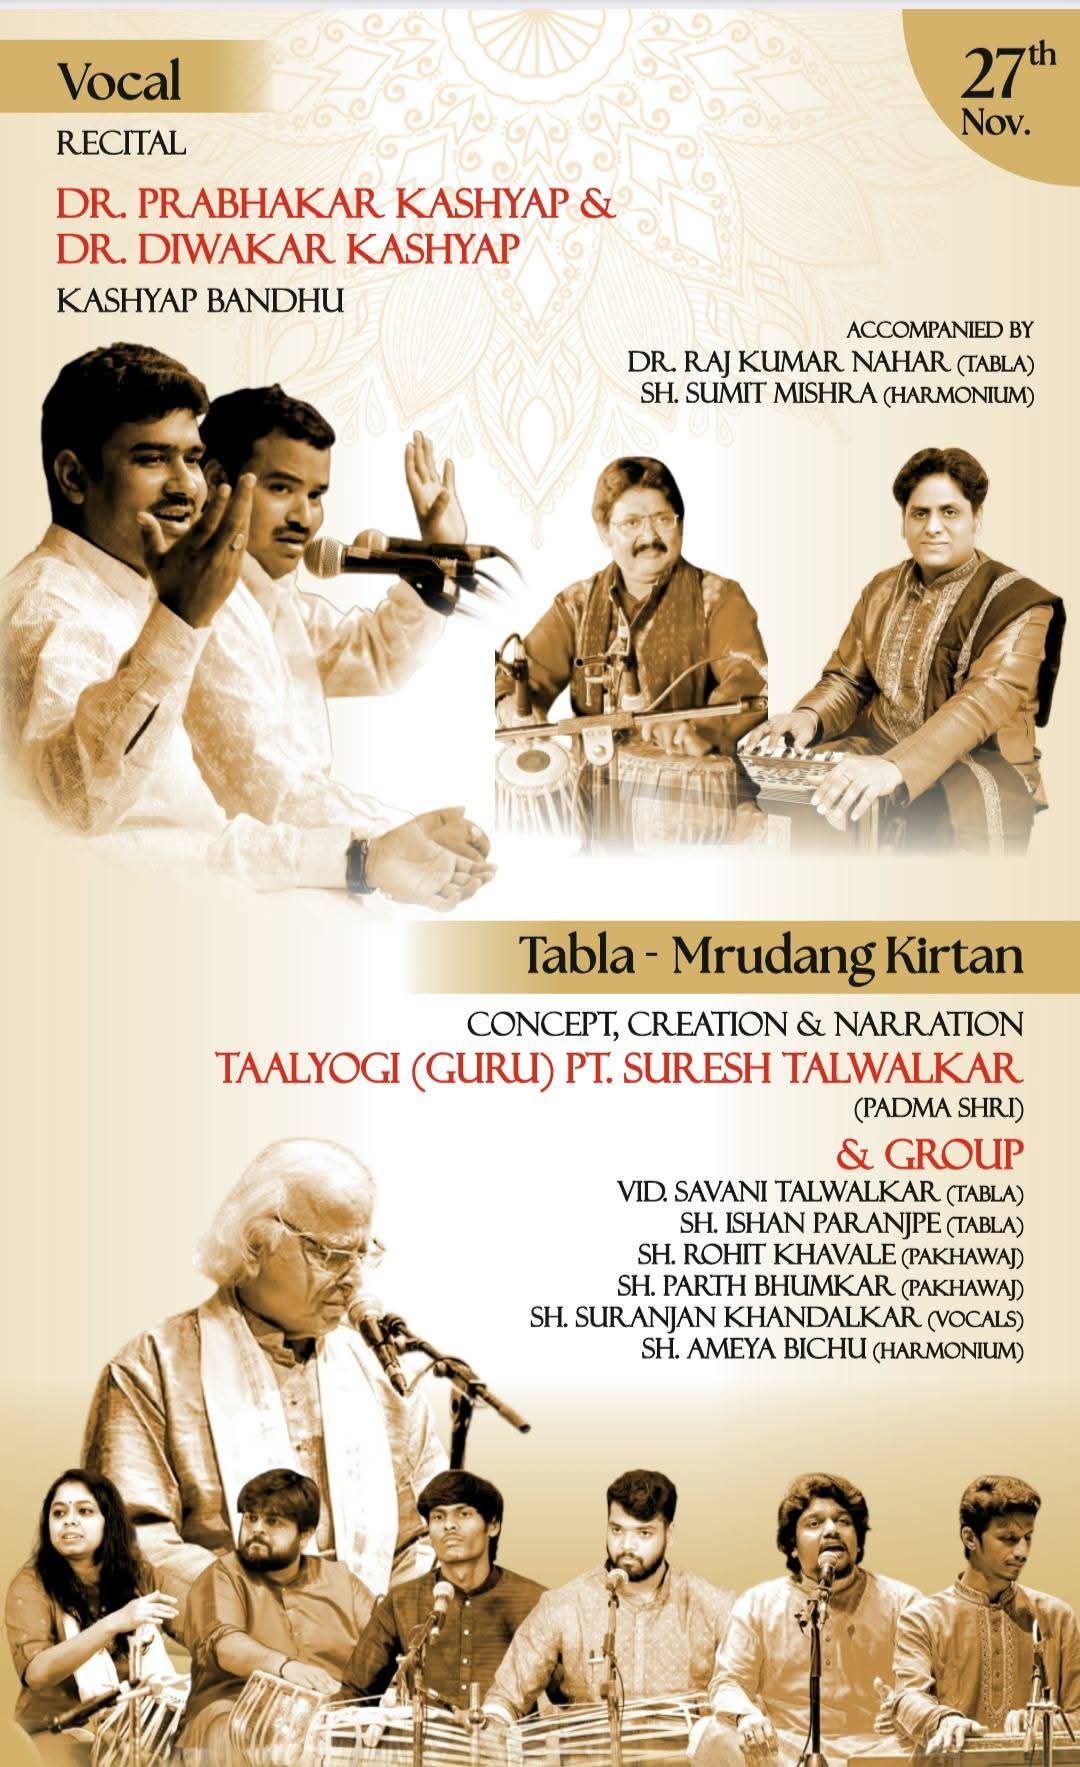 Vocal
RECITAL
DR. PRABHAKAR KASHYAP &
DR. DIWAKAR KASHYAP
KASHYAP BANDHU
27th
Nov.
ACCOMPANIED BY
DR. RAJ KUMAR NAHAR (TABLA)
SH. SUMIT MISHRA (HARMONIUM)
Tabla - Mrudang Kirtan
CONCEPT, CREATION & NARRATION
TAALYOGI (GURU) PT. SURESH TALWALKAR
(PADMA SHRI)
& GROUP
VID. SAVANI TALWALKAR (TABLA)
SH. ISHAN PARANJPE (TABLA)
SH. ROHIT KHAVALE (PAKHAWAJ)
SH. PARTH BHUMKAR (PAKHAWAJ)
SH. SURANJAN KHANDALKAR (VOCALS)
SH. AMEYA BICHU (HARMONIUM)